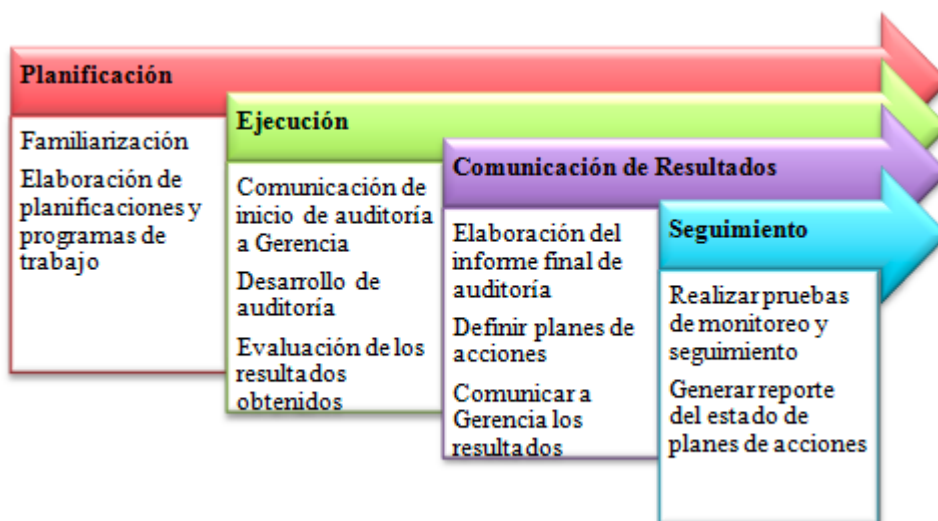 Planificación
Familiarización
Elaboración de
planificaciones y
programas de
trabajo
Ejecución
Comunicación de
inicio de auditoría
a Gerencia
Desarrollo de
auditoría
Evaluación de los
resultados
obtenidos
Comunicación de Resultados
Elaboración del
informe final de
auditoría
Definir planes de
acciones
Comunicar a
Gerencia los
resultados
Seguimiento
Realizar pruebas
de monitoreo y
seguimiento
Generar reporte
del estado de
planes de acciones